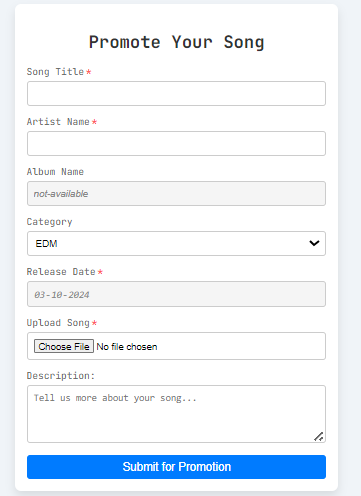 Promote Your Song
Song Title*
Artist Name*
Album Name
not-available
Category
EDM
Release Date*
03-10-2024
Upload Song*
Choose File No file chosen
Description:
Tell us more about your song...
Submit for Promotion